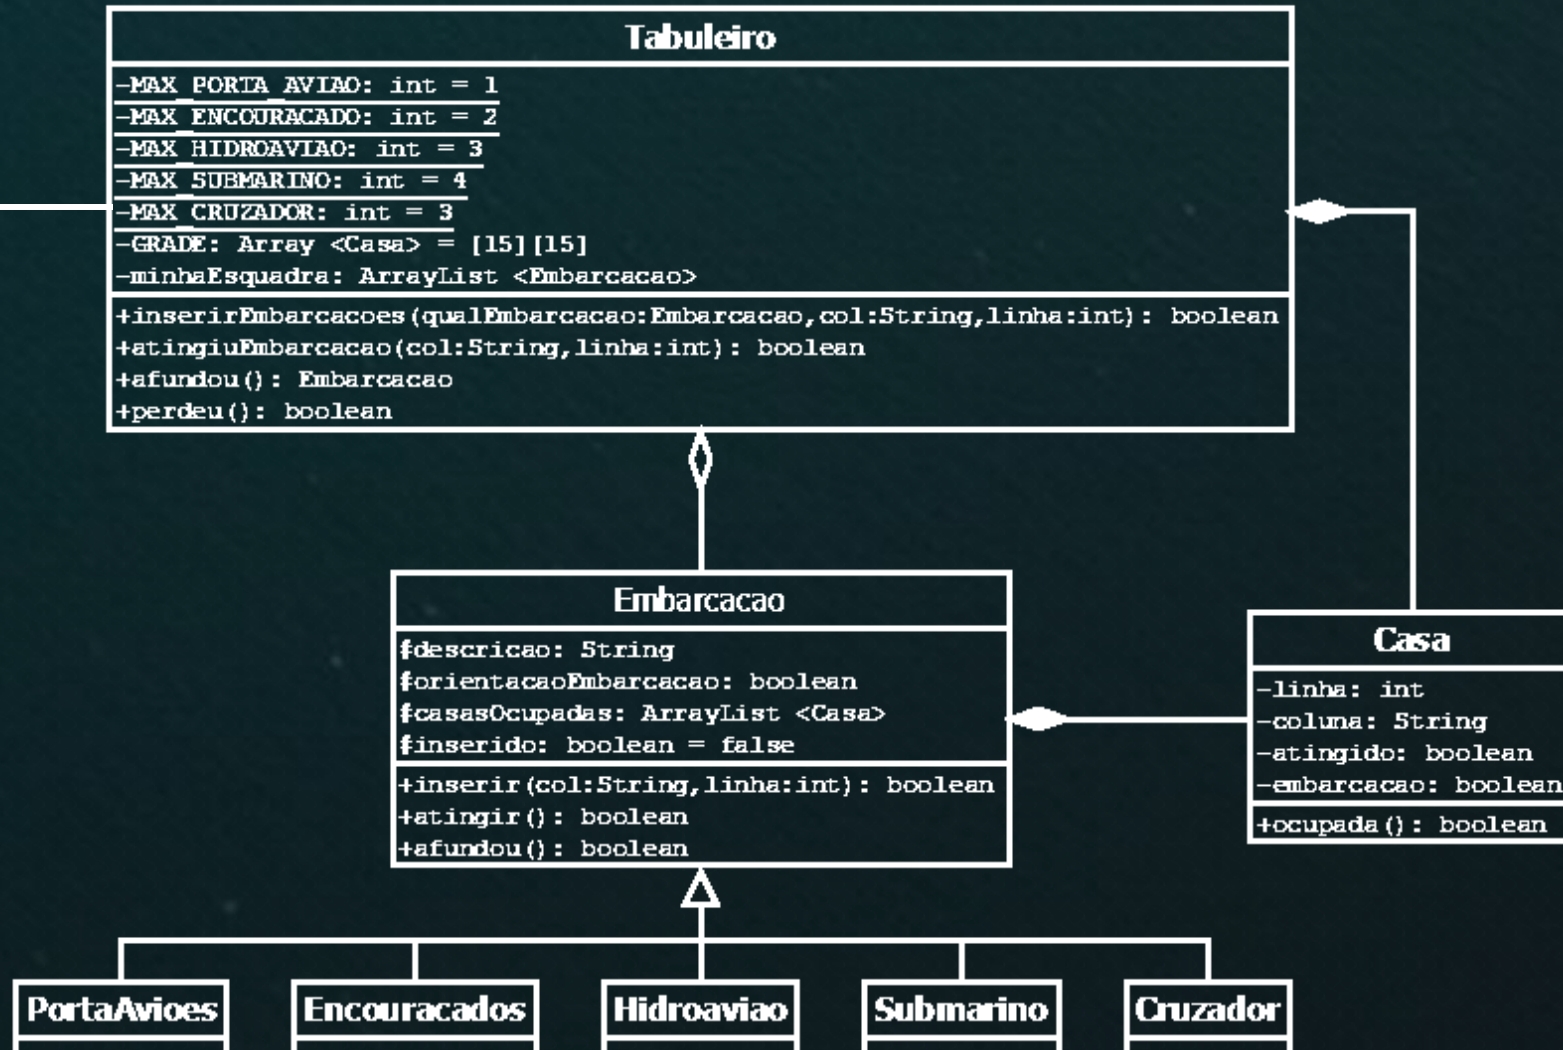 Tabuleiro
-MAX_PORTA_AVIAO: int = 1
-MAX_ENCOURACADO: int = 2
-MAX_HIDROAVIAO: int = 3
-MAX_SUBMARINO: int = 4
-MAX_CRUZADOR: int = 3
-GRADE: Array <Casa> = [15][15]
-minhaEsquadra: ArrayList <Embarcacao>
+inserirEmbarcacoes(qualEmbarcacao:Embarcacao,col:String,linha:int): boolean
+atingiuEmbarcacao(col:String,linha:int): boolean
+afundou(): Embarcacao
+perdeu(): boolean
Embarcacao
#descricao: String
#orientacaoEmbarcacao: boolean
#casasOcupadas: ArrayList <Casa>
#inserido: boolean = false
+inserir(col:String,linha:int): boolean
+atingir(): boolean
+afundou(): boolean
Casa
-linha: int
-coluna: String
-atingido: boolean
-embarcacao: boolean
+ocupada(): boolean
PortaAvioes
Encouracados
Hidroaviao
Submarino
Cruzador